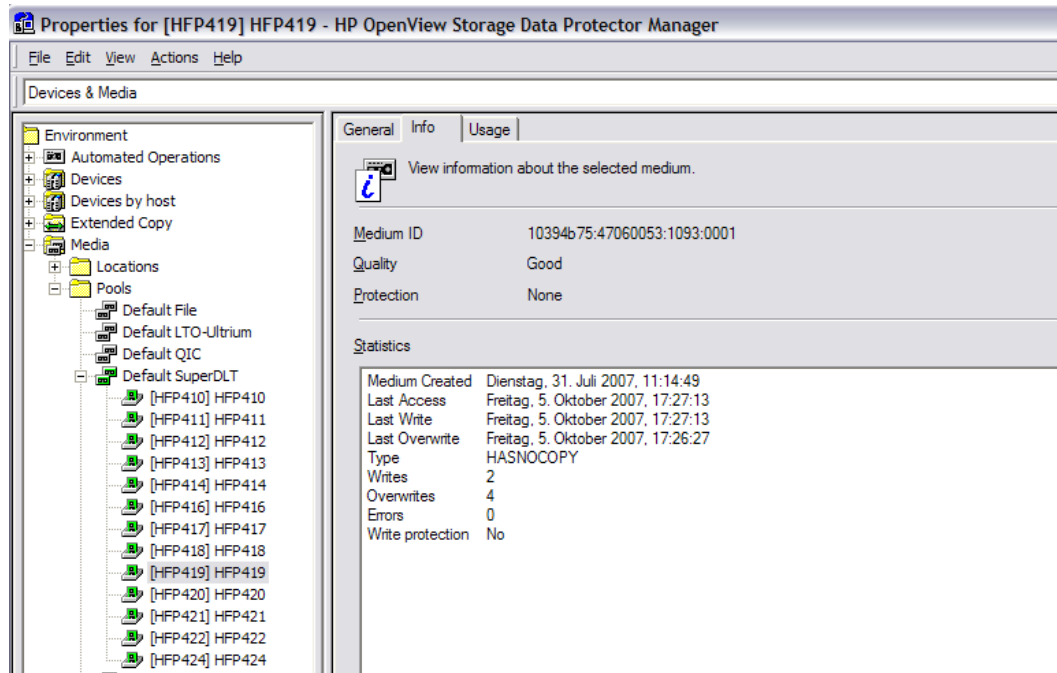 Properties for [HFP419] HFP419 - HP OpenView Storage Data Protector Manager
File Edit View Actions Help
Devices & Media
Environment
Automated Operations
Devices
Devices by host
Extended Copy
Media
Locations
Pools
Default File
Default LTO-Ultrium
Default QIC
Default SuperDLT
[HFP410] HFP410
[HFP411] HFP411
[HFP412] HFP412
[HFP413] HFP413
[HFP414] HFP414
[HFP416] HFP416
[HFP417] HFP417
[HFP418] HFP418
[HFP419] HFP419
[HFP420] HFP420
[HFP421] HFP421
[HFP422] HFP422
[HFP424] HFP424
General Info Usage
View information about the selected medium.
Medium ID 10394b75:47060053:1093:0001
Quality Good
Protection None
Statistics
Medium Created Dienstag, 31. Juli 2007, 11:14:49
Last Access Freitag, 5. Oktober 2007, 17:27:13
Last Write Freitag, 5. Oktober 2007, 17:27:13
Last Overwrite Freitag, 5. Oktober 2007, 17:26:27
Type HASNOCOPY
Writes 2
Overwrites 4
Errors 0
Write protection No